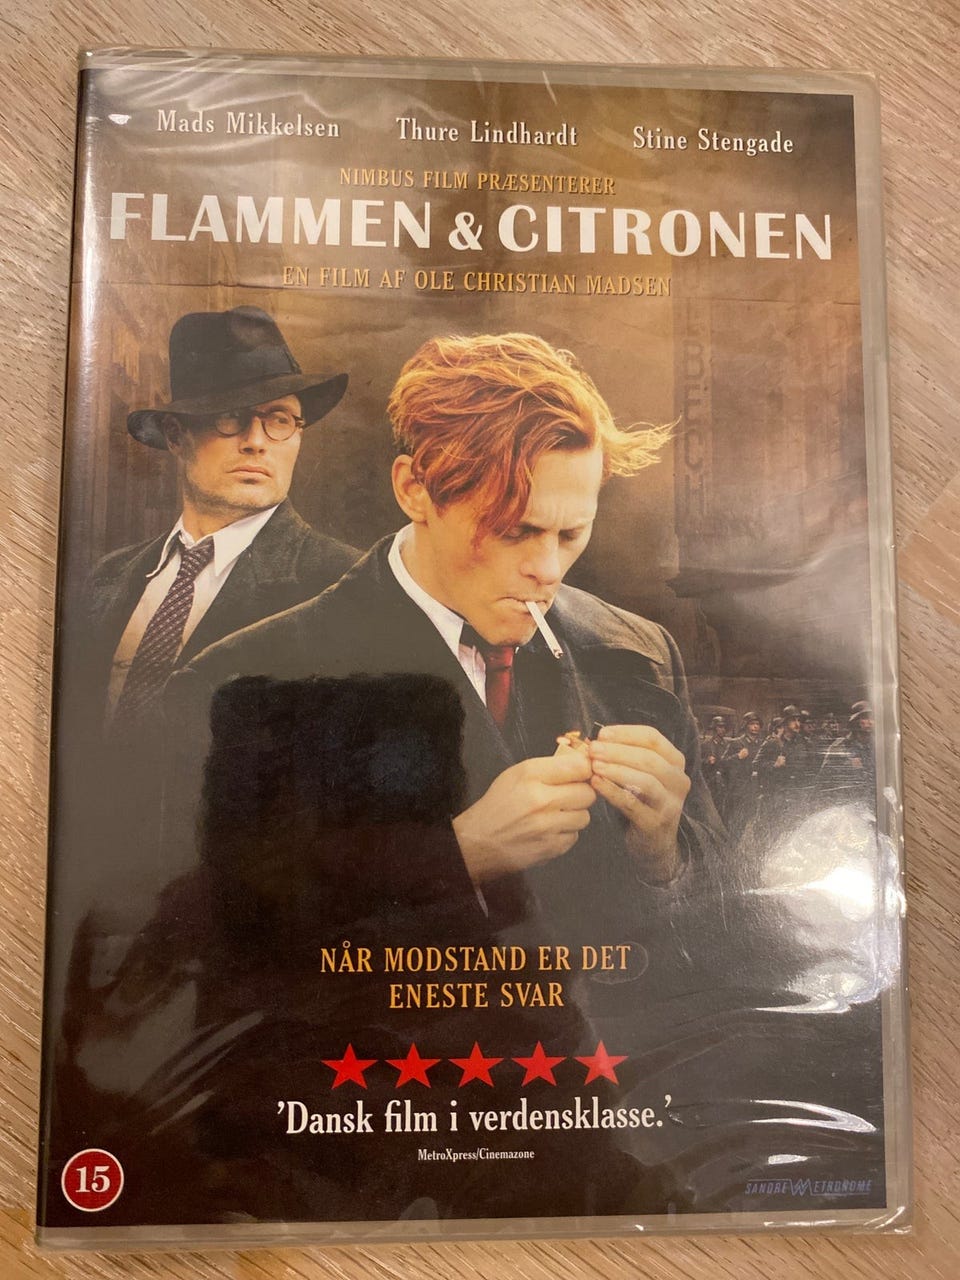 Mads Mikkelsen Thure Lindhardt Stine Stengade
NIMBUS FILM PRÆSENTERER
FLAMMEN & CITRONEN
EN FILM AF OLE CHRISTIAN MADSEN
NÅR MODSTAND ER DET
ENESTE SVAR
'Dansk film i verdensklasse.'
MetroXpress/Cinemazone
15
SANDREW METRONOME